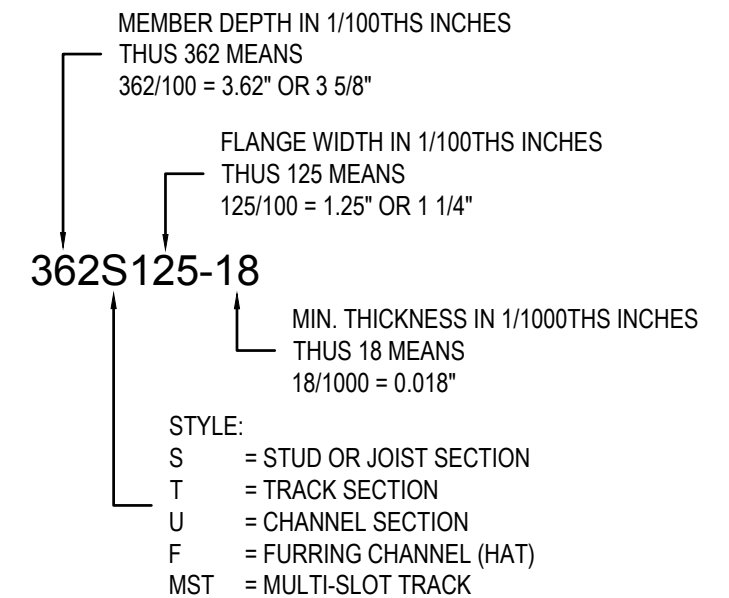 MEMBER DEPTH IN 1/100THS INCHES
THUS 362 MEANS
362/100 = 3.62" OR 3 5/8"
FLANGE WIDTH IN 1/100THS INCHES
THUS 125 MEANS
125/100 = 1.25" OR 1 1/4"
362S125-18
MIN. THICKNESS IN 1/1000THS INCHES
THUS 18 MEANS
18/1000 = 0.018"
STYLE:
S = STUD OR JOIST SECTION
T = TRACK SECTION
U = CHANNEL SECTION
F = FURRING CHANNEL (HAT)
MST = MULTI-SLOT TRACK